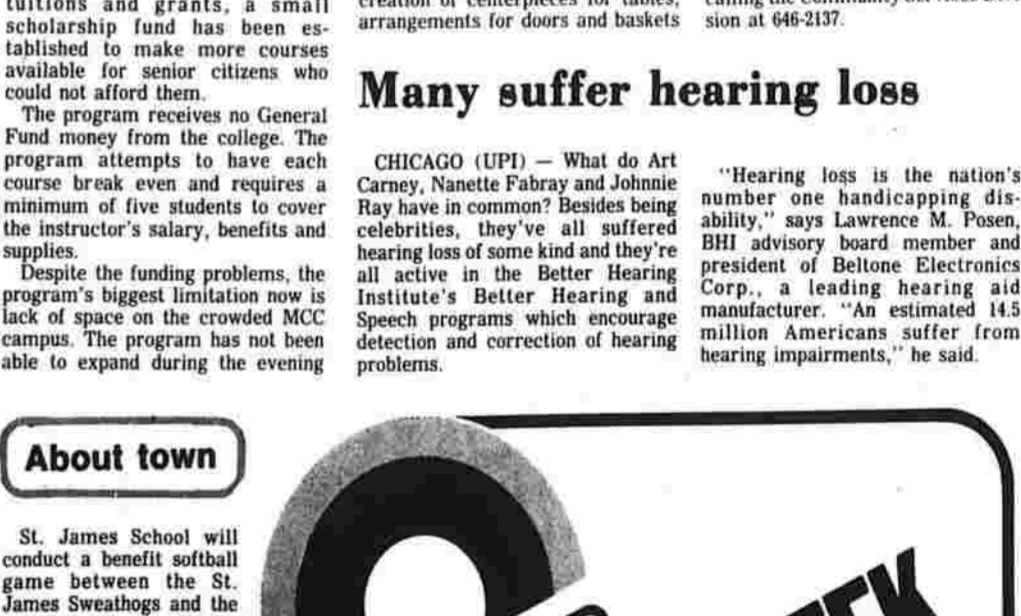 tuitions and grants, a small
scholarship fund has been es-
tablished to make more courses
available for senior citizens who
could not afford them.
The program receives no General
Fund money from the college. The
program attempts to have each
course break even and requires a
minimum of five students to cover
the instructor's salary, benefits and
supplies.
Despite the funding problems, the
program's biggest limitation now is
lack of space on the crowded MCC
campus. The program has not been
able to expand during the evening
creation of centerpieces for tables,
arrangements for doors and baskets
sion at 646-2137.
Many suffer hearing loss
CHICAGO (UPI) — What do Art
Carney, Nanette Fabray and Johnnie
Ray have in common? Besides being
celebrities, they've all suffered
hearing loss of some kind and they're
all active in the Better Hearing
Institute's Better Hearing and
Speech programs which encourage
detection and correction of hearing
problems.
"Hearing loss is the nation's
number one handicapping dis-
ability," says Lawrence M. Posen,
BHI advisory board member and
president of Beltone Electronics
Corp., a leading hearing aid
manufacturer. "An estimated 14.5
million Americans suffer from
hearing impairments," he said.
About town
St. James School will
conduct a benefit softball
game between the St.
James Sweathogs and the